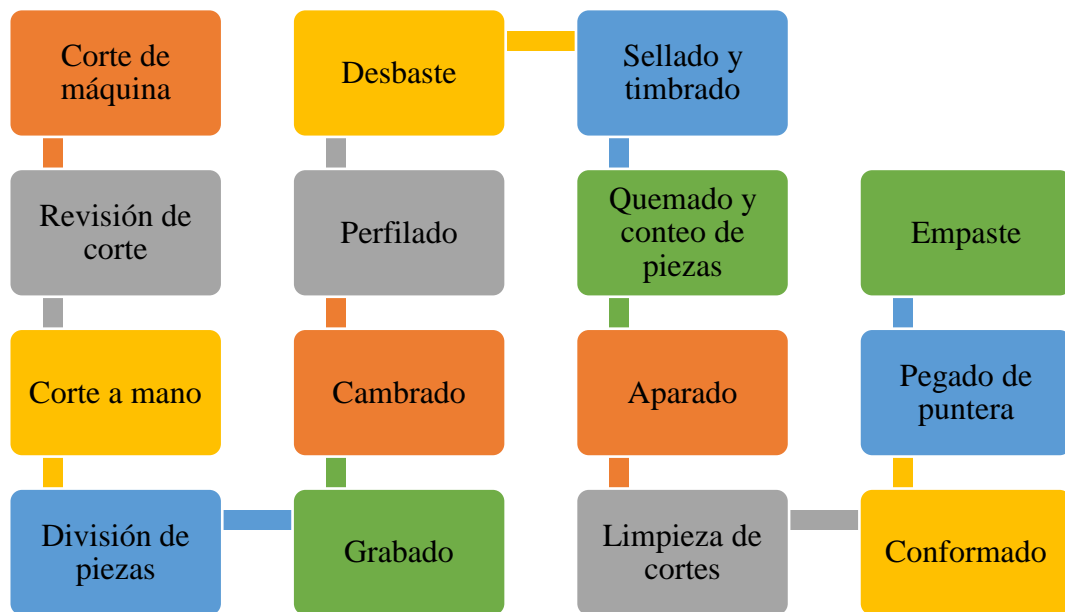 Corte de
máquina
Revisión de
corte
Corte a mano
División de
piezas
Grabado
Cambrado
Perfilado
Desbaste
Sellado y
timbrado
Quemado y
conteo de
piezas
Aparado
Limpieza de
cortes
Conformado
Pegado de
puntera
Empaste